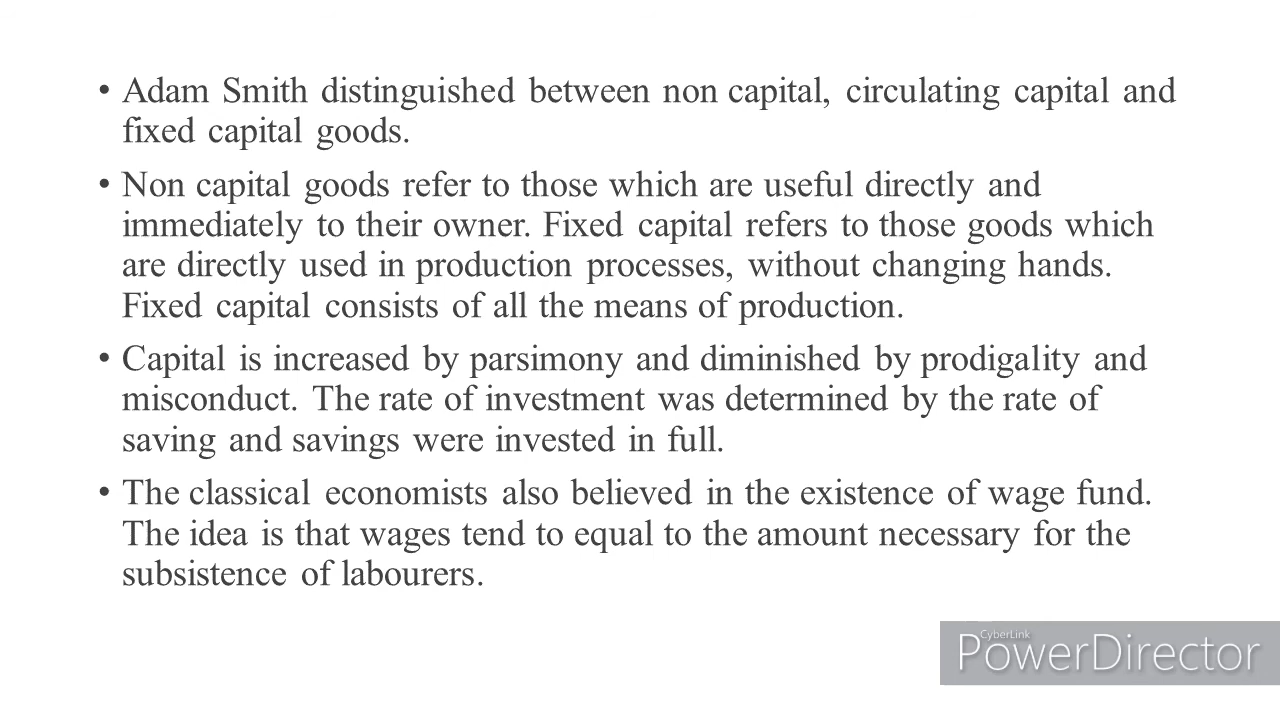 • Adam Smith distinguished between non capital, circulating capital and
fixed capital goods.
• Non capital goods refer to those which are useful directly and
immediately to their owner. Fixed capital refers to those goods which
are directly used in production processes, without changing hands.
Fixed capital consists of all the means of production.
• Capital is increased by parsimony and diminished by prodigality and
misconduct. The rate of investment was determined by the rate of
saving and savings were invested in full.
• The classical economists also believed in the existence of wage fund.
The idea is that wages tend to equal to the amount necessary for the
subsistence of labourers.
CyberLink
PowerDirector